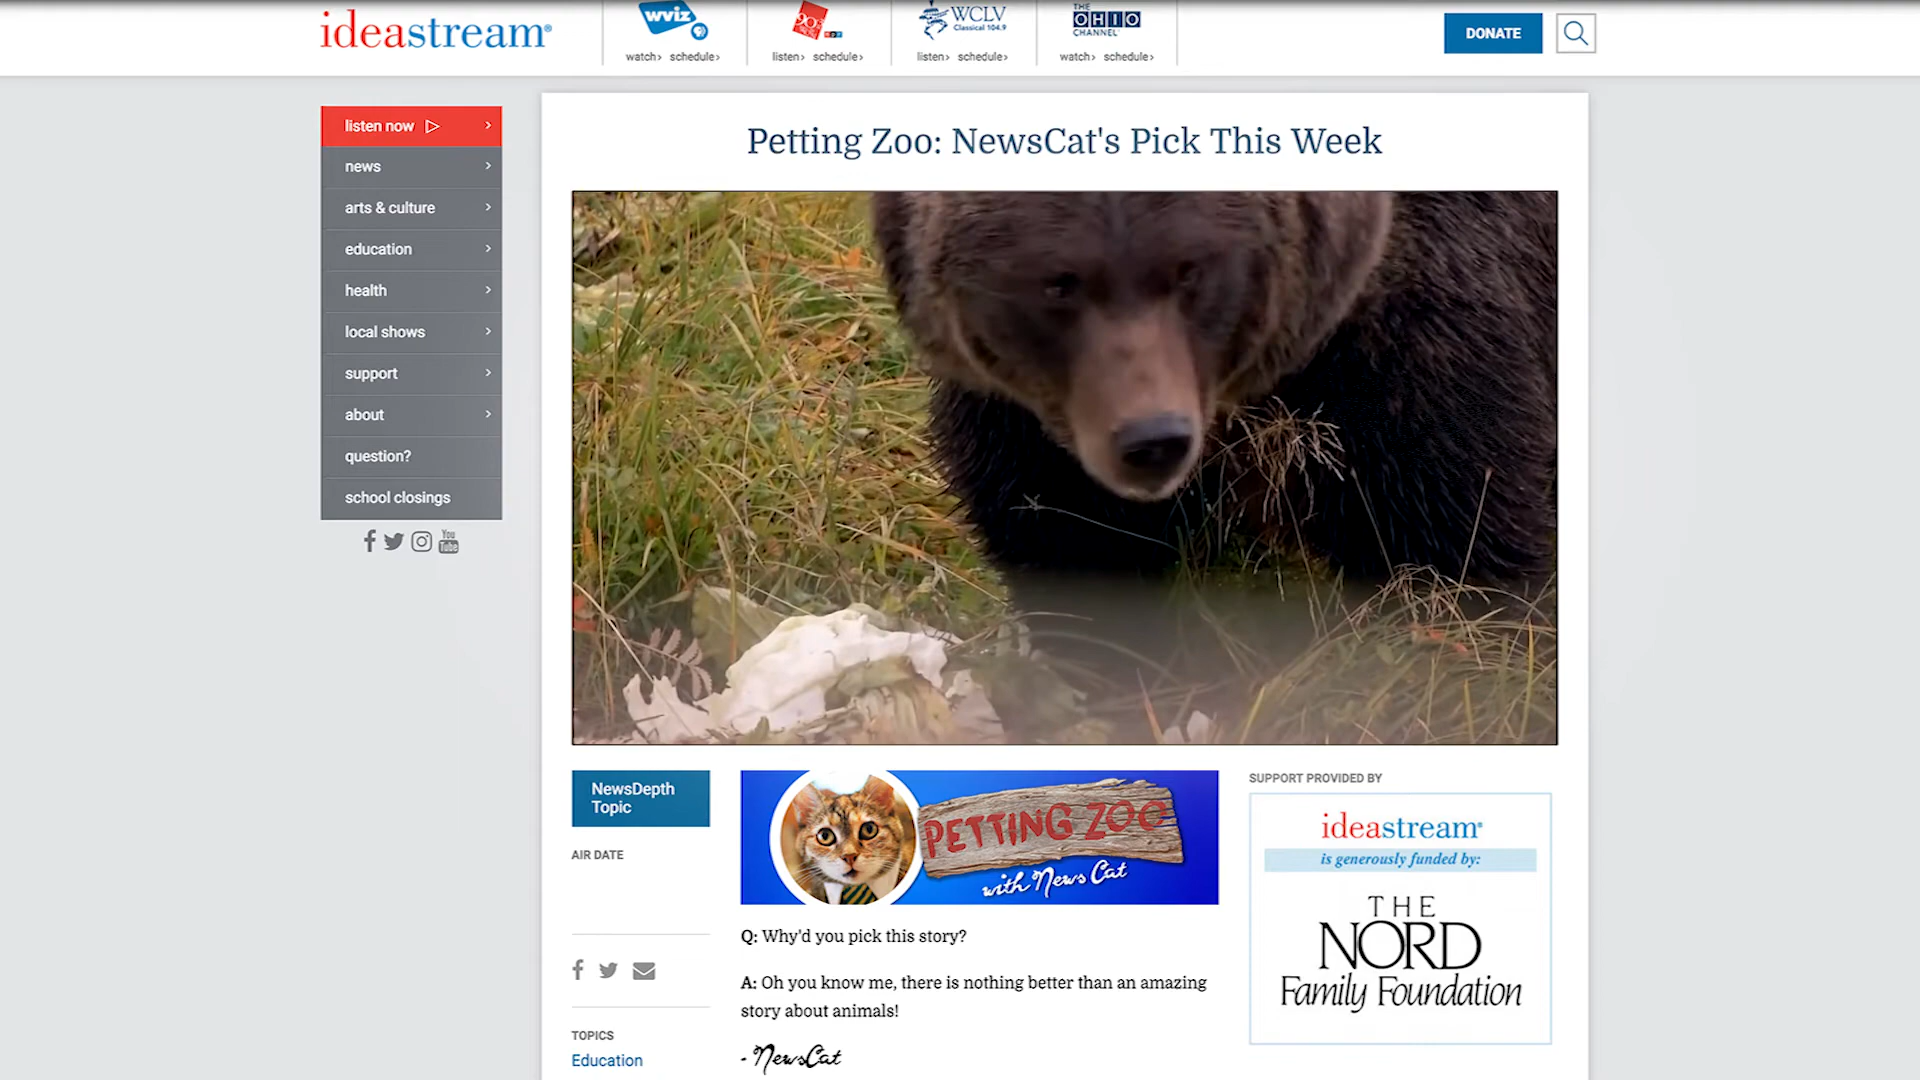 ideastream
wviz
watch› schedule›
90.3
listen› schedule›
WCLV
Classical 104.9
listen› schedule›
THE
OHIO
CHANNEL
watch› schedule›
DONATE
listen now
news
arts & culture
education
health
local shows
support
about
question?
school closings
You
Tube
Petting Zoo: NewsCat's Pick This Week
NewsDepth
Topic
AIR DATE
TOPICS
Education
PETTING ZOO
with News Cat
Q: Why'd you pick this story?
A: Oh you know me, there is nothing better than an amazing
story about animals!
- NewsCat
SUPPORT PROVIDED BY
ideastream
is generously funded by:
THE
NORD
Family Foundation